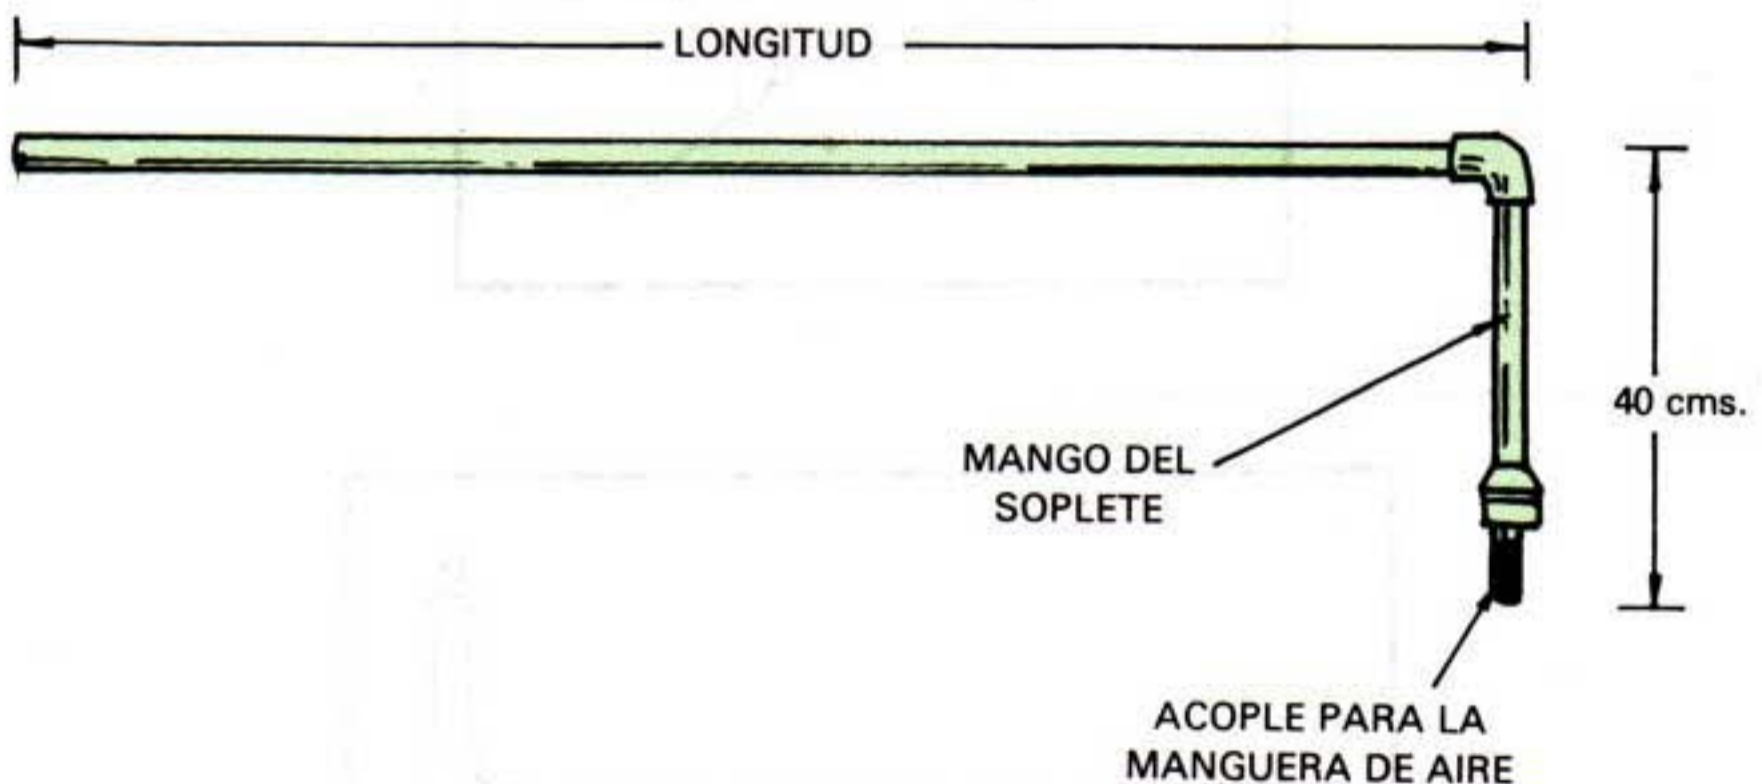 LONGITUD
40 cms.
MANGO DEL
SOPLETE
ACOPLE PARA LA
MANGUERA DE AIRE